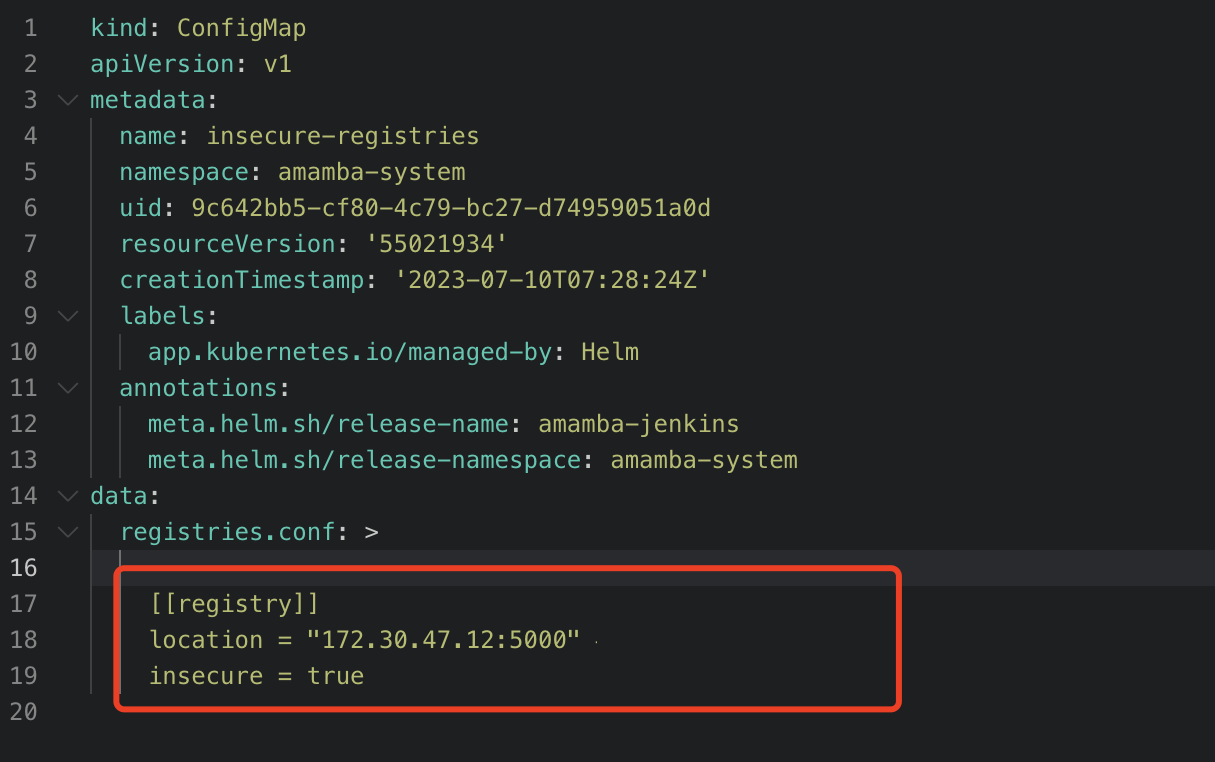 1 kind: ConfigMap
2 apiVersion: v1
3 metadata:
4 name: insecure-registries
5 namespace: amamba-system
6 uid: 9c642bb5-cf80-4c79-bc27-d74959051a0d
7 resourceVersion: '55021934'
8 creationTimestamp: '2023-07-10T07:28:24Z'
9 labels:
10 app.kubernetes.io/managed-by: Helm
11 annotations:
12 meta.helm.sh/release-name: amamba-jenkins
13 meta.helm.sh/release-namespace: amamba-system
14 data:
15 registries.conf: >
16
17 [[registry]]
18 location = "172.30.47.12:5000"
19 insecure = true
20